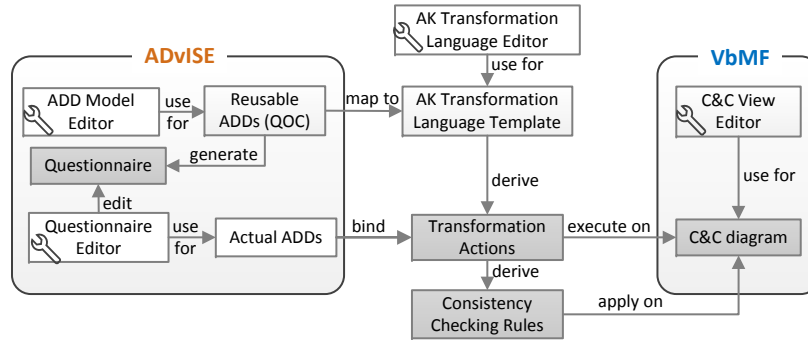 AK Transformation
Language Editor
ADvISE
use for
VbMF
ADD Model
Editor
use
for
Reusable
ADDs (QOC)
map to
AK Transformation
Language Template
C&C View
Editor
Questionnaire
generate
edit
derive
use for
Questionnaire
Editor
use
for
Actual ADDs
bind
Transformation
Actions
execute on
C&C diagram
derive
Consistency
Checking Rules
apply on